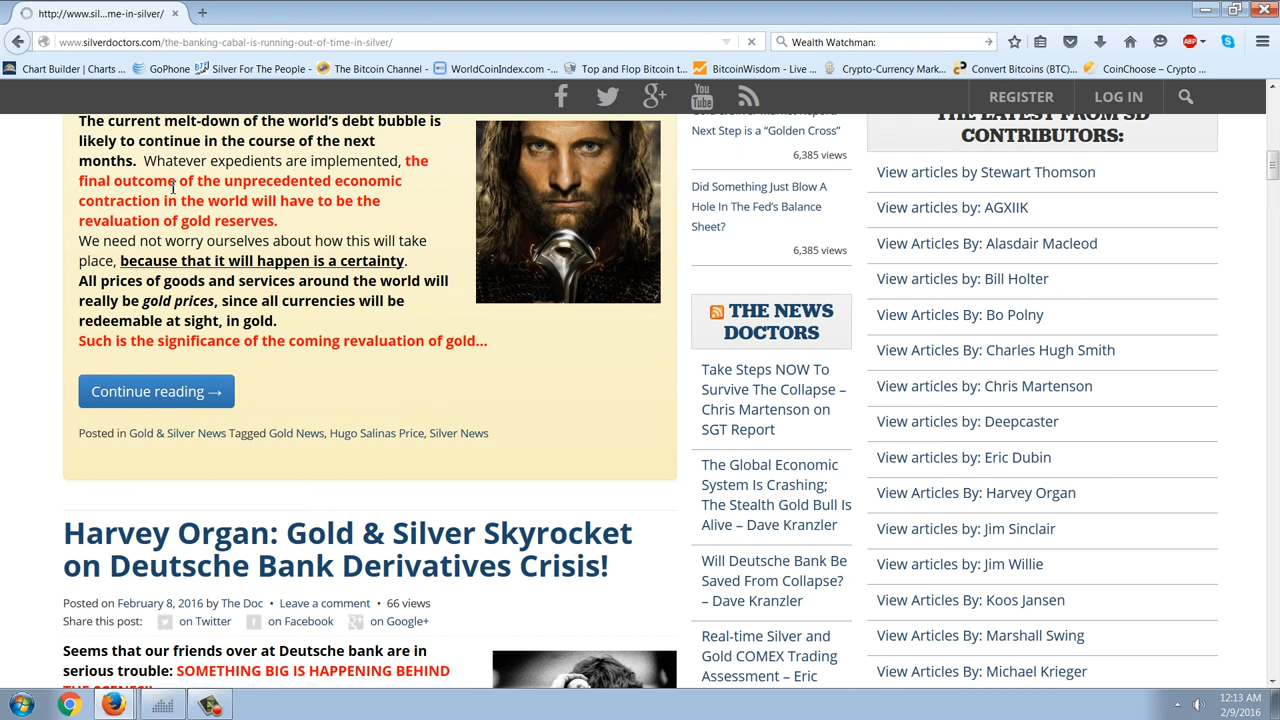 http://www.sil...me-in-silver/
www.silverdoctors.com/the-banking-cabal-is-running-out-of-time-in-silver/
Wealth Watchman:
ABP
Chart Builder | Charts ...
GoPhone
Silver For The People - ...
The Bitcoin Channel - ...
WorldCoinIndex.com -...
Top and Flop Bitcoin t...
BitcoinWisdom - Live ...
Crypto-Currency Mark...
Convert Bitcoins (BTC)...
CoinChoose – Crypto ...
You
Tube
REGISTER
LOG IN
The current melt-down of the world's debt bubble is
likely to continue in the course of the next
months. Whatever expedients are implemented, the
final outcome of the unprecedented economic
contraction in the world will have to be the
revaluation of gold reserves.
We need not worry ourselves about how this will take
place, because that it will happen is a certainty.
All prices of goods and services around the world will
really be gold prices, since all currencies will be
redeemable at sight, in gold.
Such is the significance of the coming revaluation of gold...
Continue reading →
Posted in Gold & Silver News Tagged Gold News, Hugo Salinas Price, Silver News
Harvey Organ: Gold & Silver Skyrocket
on Deutsche Bank Derivatives Crisis!
Posted on February 8, 2016 by The Doc • Leave a comment • 66 views
Share this post: on Twitter on Facebook on Google+
Seems that our friends over at Deutsche bank are in
serious trouble: SOMETHING BIG IS HAPPENING BEHIND
Next Step is a “Golden Cross”
6,385 views
Did Something Just Blow A
Hole In The Fed's Balance
Sheet?
6,385 views
THE NEWS
DOCTORS
Take Steps NOW To
Survive The Collapse –
Chris Martenson on
SGT Report
The Global Economic
System Is Crashing;
The Stealth Gold Bull Is
Alive – Dave Kranzler
Will Deutsche Bank Be
Saved From Collapse?
– Dave Kranzler
Real-time Silver and
Gold COMEX Trading
Assessment – Eric
THE LATEST FROM SD
CONTRIBUTORS:
View articles by Stewart Thomson
View articles by: AGXIIK
View Articles By: Alasdair Macleod
View articles by: Bill Holter
View Articles By: Bo Polny
View Articles By: Charles Hugh Smith
View articles by: Chris Martenson
View articles by: Deepcaster
View articles by: Eric Dubin
View Articles By: Harvey Organ
View articles by: Jim Sinclair
View articles by: Jim Willie
View Articles By: Koos Jansen
View articles by: Marshall Swing
View articles by: Michael Krieger
12:13 AM
2/9/2016